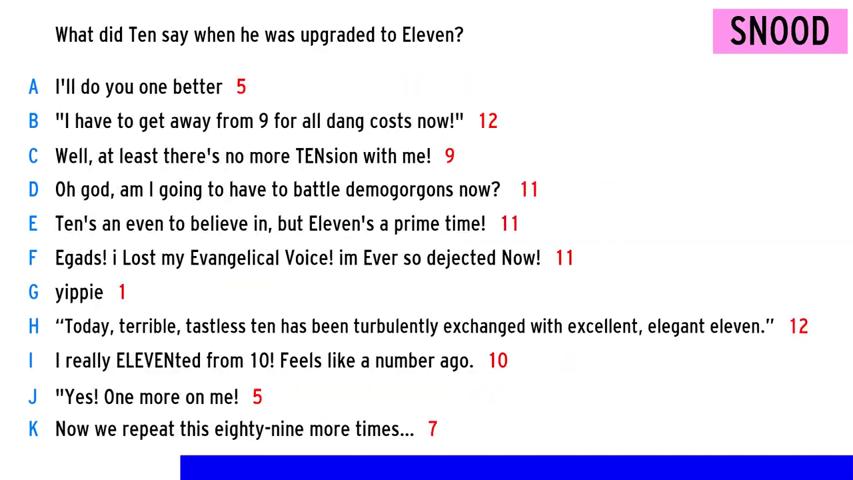 What did Ten say when he was upgraded to Eleven?
SNOOD
A I'll do you one better 5
B "I have to get away from 9 for all dang costs now!" 12
C Well, at least there's no more TENsion with me! 9
D Oh god, am I going to have to battle demogorgons now? 11
E Ten's an even to believe in, but Eleven's a prime time! 11
F Egads! i Lost my Evangelical Voice! im Ever so dejected Now! 11
G yippie 1
H “Today, terrible, tastless ten has been turbulently exchanged with excellent, elegant eleven.” 12
I I really ELEVENted from 10! Feels like a number ago. 10
J "Yes! One more on me! 5
K Now we repeat this eighty-nine more times... 7